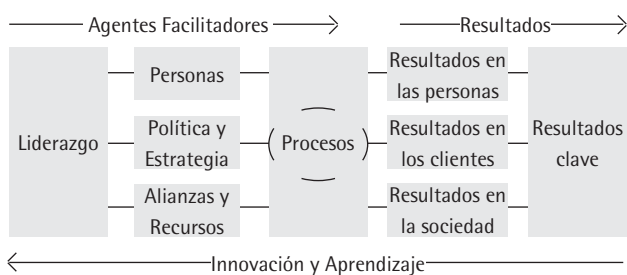 Agentes Facilitadores
Resultados
Liderazgo
Personas
Política y
Estrategia
Alianzas y
Recursos
Procesos
Resultados en
las personas
Resultados en
los clientes
Resultados en
la sociedad
Resultados
clave
Innovación y Aprendizaje